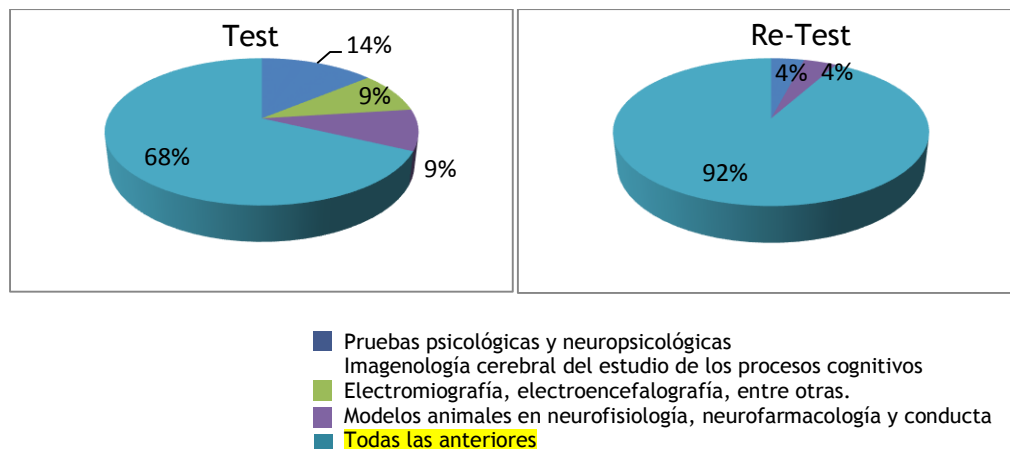 Test
14%
9%
9%
68%
Re-Test
4%
4%
92%
Pruebas psicológicas y neuropsicológicas
Imagenología cerebral del estudio de los procesos cognitivos
Electromiografía, electroencefalografía, entre otras.
Modelos animales en neurofisiología, neurofarmacología y conducta
Todas las anteriores